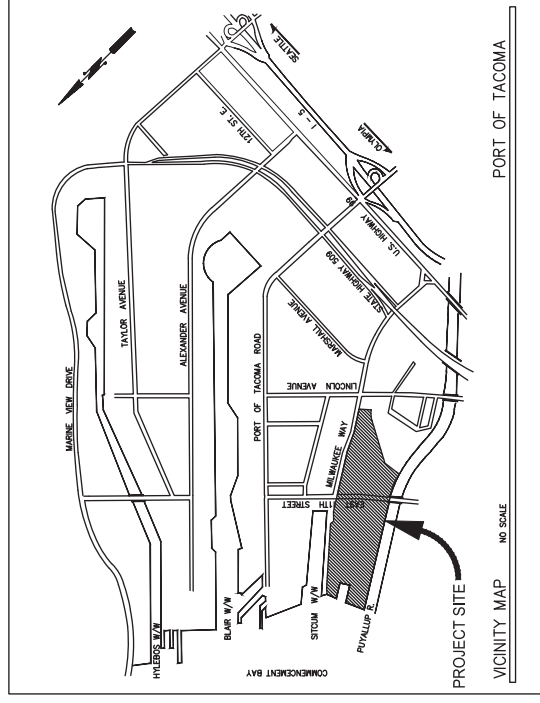 N
SEATTLE
I - 5
12TH ST. E.
OLYMPIA
99
U.S. HIGHWAY
STATE HIGHWAY 509
MARSHALL AVENUE
MARINE VIEW DRIVE
TAYLOR AVENUE
ALEXANDER AVENUE
PORT OF TACOMA ROAD
LINCOLN AVENUE
MILWAUKEE WAY
EAST 11TH STREET
HYLEBOS W/W
BLAIR W/W
SITCUM W/W
PUYALLUP R.
COMMENCEMENT BAY
PROJECT SITE
VICINITY MAP
NO SCALE
PORT OF TACOMA